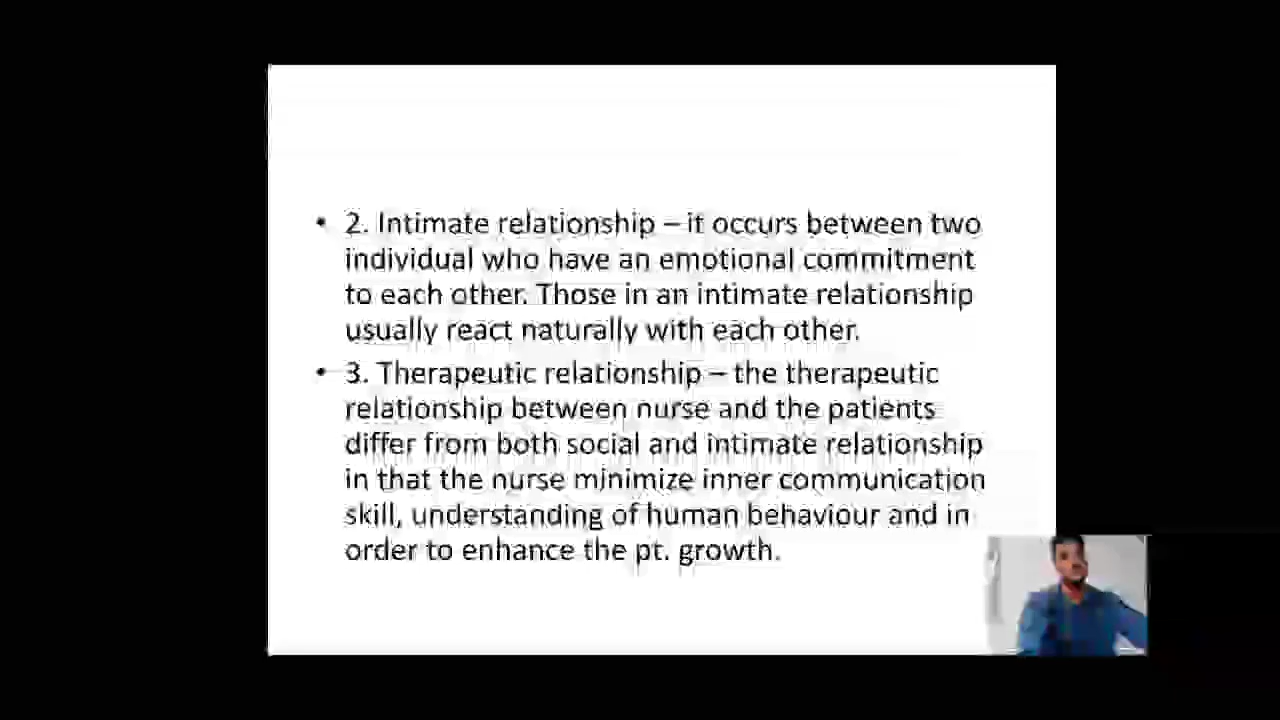 • 2. Intimate relationship – it occurs between two
individual who have an emotional commitment
to each other. Those in an intimate relationship
usually react naturally with each other.
• 3. Therapeutic relationship – the therapeutic
relationship between nurse and the patients
differ from both social and intimate relationship
in that the nurse minimize inner communication
skill, understanding of human behaviour and in
order to enhance the pt. growth.